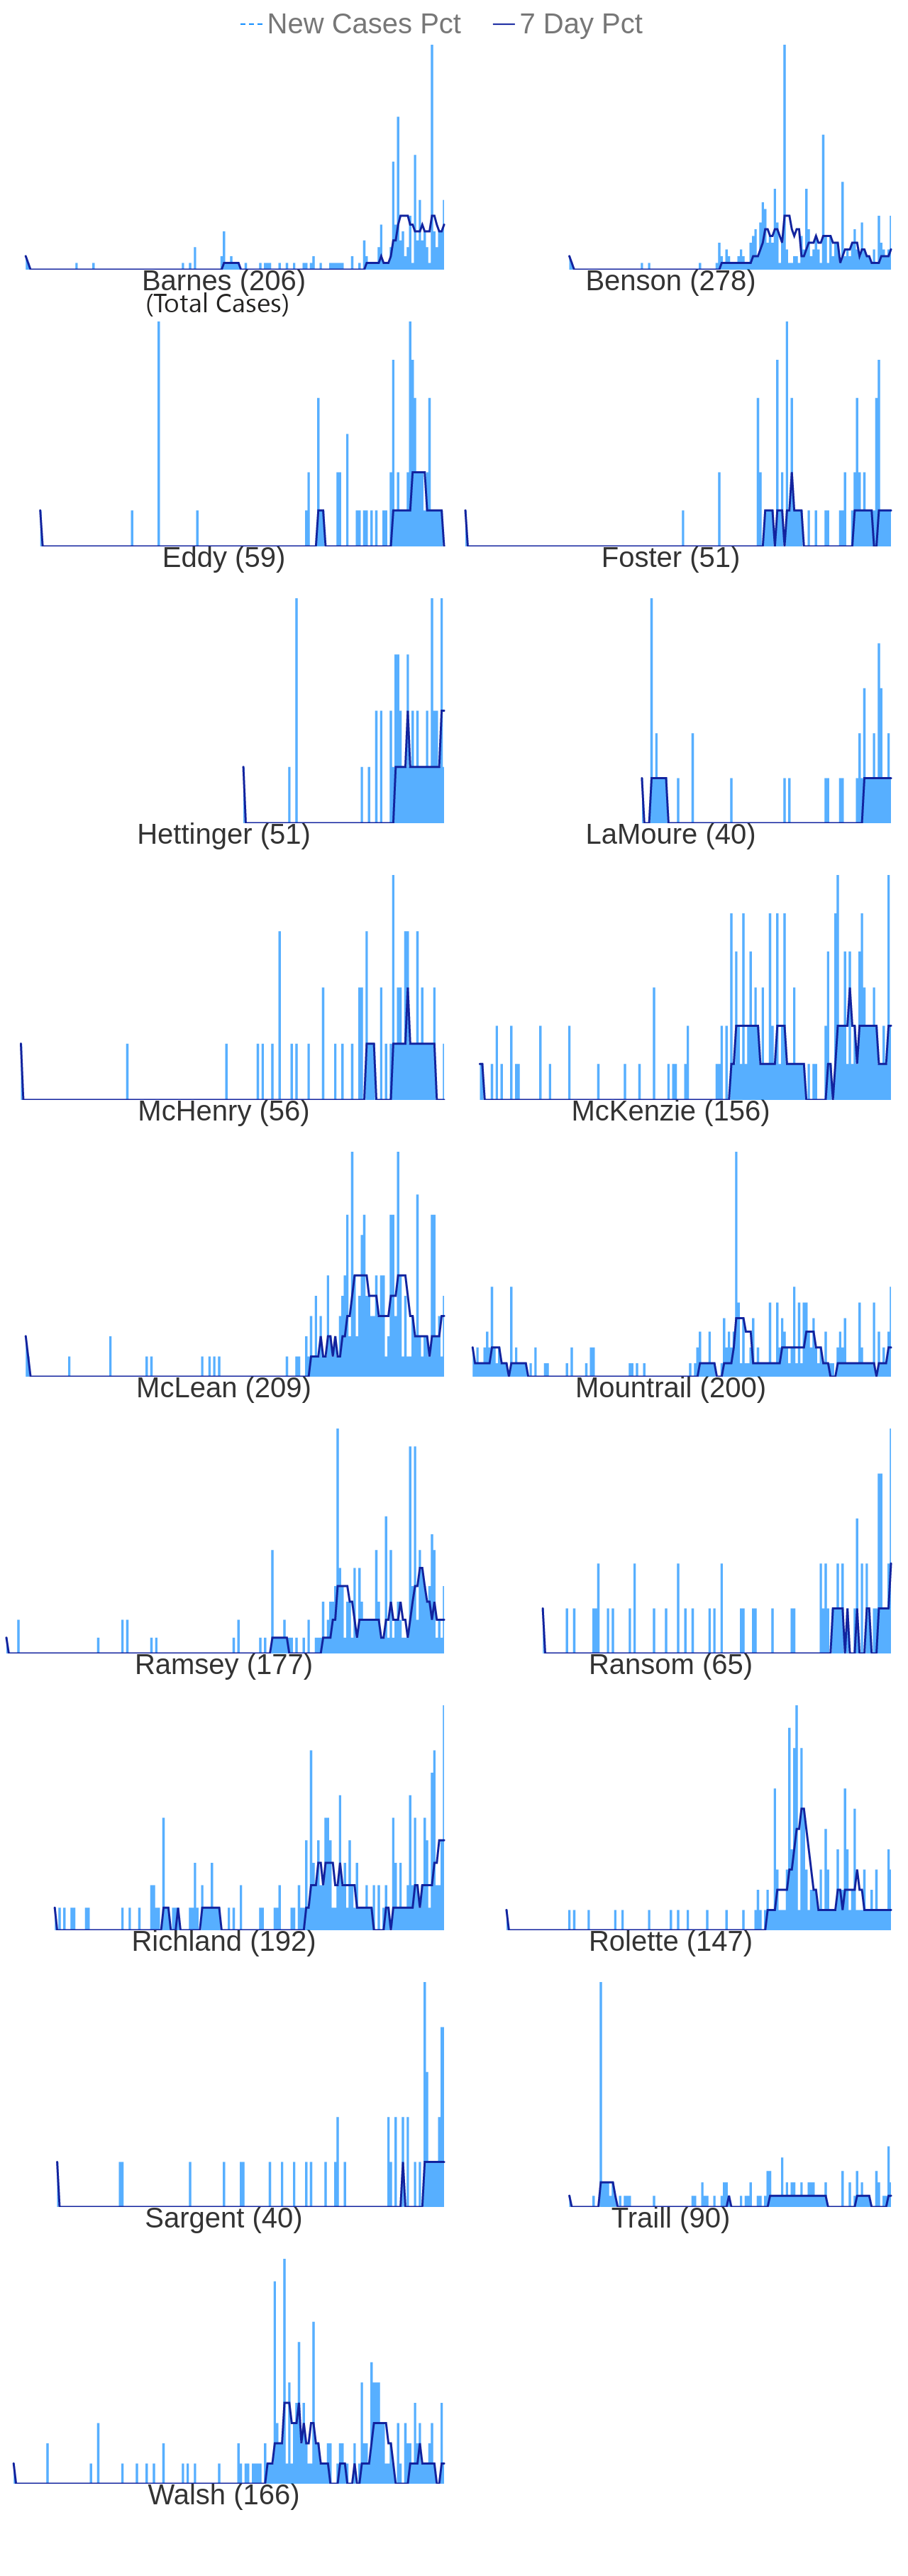 New Cases Pct 7 Day Pct
Barnes (206) Benson (278)
(Total Cases)
Eddy (59) Foster (51)
Hettinger (51) LaMoure (40)
McHenry (56) McKenzie (156)
McLean (209) Mountrail (200)
Ramsey (177) Ransom (65)
Richland (192) Rolette (147)
Sargent (40) Traill (90)
Walsh (166)